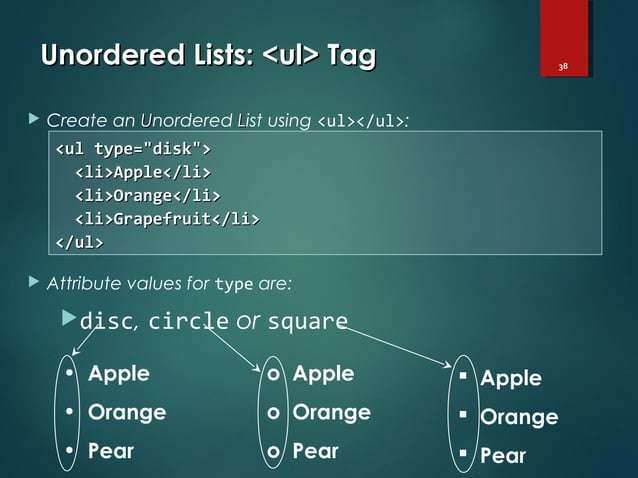 Unordered Lists: <ul> Tag
38
Create an Unordered List using <ul></ul>:
<ul type="disk">
<li>Apple</li>
<li>Orange</li>
<li>Grapefruit</li>
</ul>
Attribute values for type are:
disc, circle or square
• Apple
• Orange
• Pear
o Apple
o Orange
o Pear
▪ Apple
▪ Orange
▪ Pear